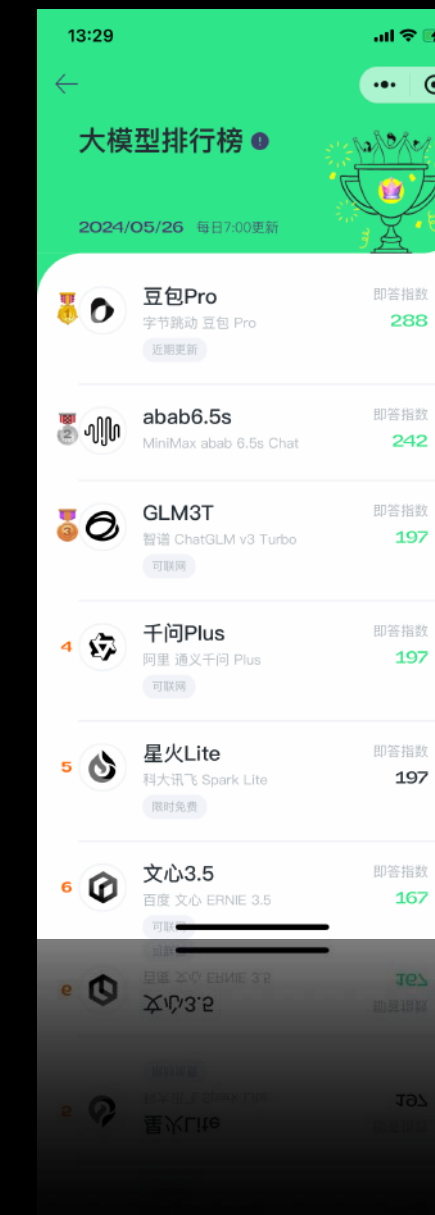 13:29
大模型排行榜
2024/05/26 每日7:00更新
1
豆包Pro
即答指数
字节跳动 豆包 Pro
288
近期更新
2
abab6.5s
即答指数
MiniMax abab 6.5s Chat
242
3
GLM3T
即答指数
智谱 ChatGLM v3 Turbo
197
可联网
4
千问Plus
即答指数
阿里 通义千问 Plus
197
可联网
5
星火Lite
即答指数
科大讯飞 Spark Lite
197
限时免费
6
文心3.5
即答指数
百度 文心 ERNIE 3.5
167
可联